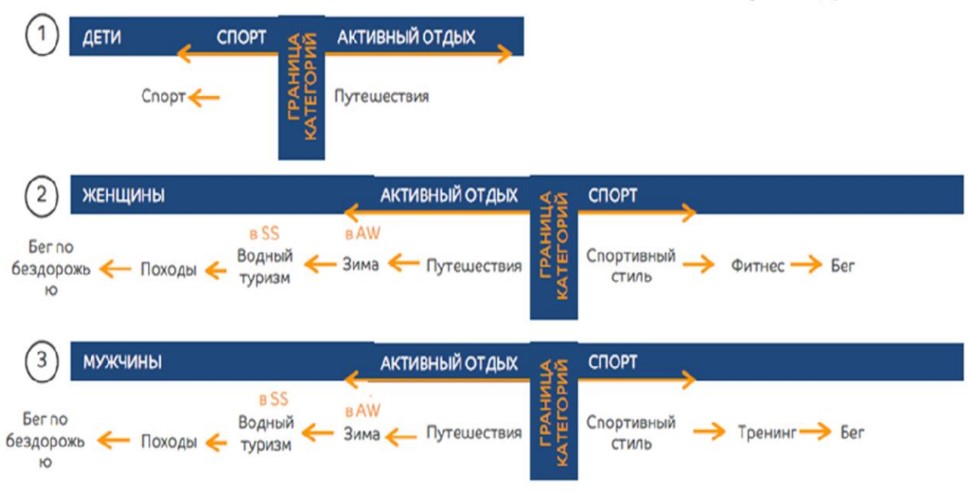 1 ДЕТИ СПОРТ АКТИВНЫЙ ОТДЫХ
ГРАНИЦА
КАТЕГОРИЙ
Спорт Путешествия
2 ЖЕНЩИНЫ АКТИВНЫЙ ОТДЫХ СПОРТ
ГРАНИЦА
КАТЕГОРИЙ
в SS в AW
Бег по
бездорожь
ю
Походы
Водный
туризм
Зима
Путешествия
Спортивный
стиль
Фитнес
Бег
3 МУЖЧИНЫ АКТИВНЫЙ ОТДЫХ СПОРТ
ГРАНИЦА
КАТЕГОРИЙ
в SS в AW
Бег по
бездорожь
ю
Походы
Водный
туризм
Зима
Путешествия
Спортивный
стиль
Тренинг
Бег